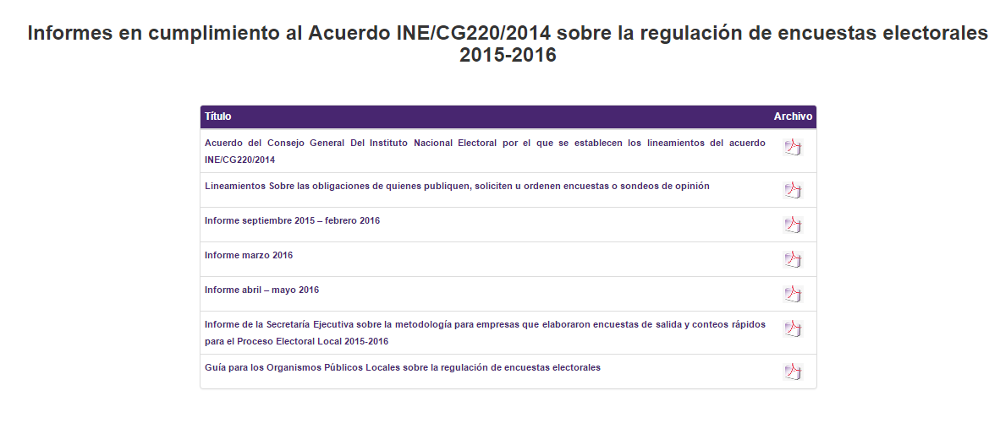 Informes en cumplimiento al Acuerdo INE/CG220/2014 sobre la regulación de encuestas electorales
2015-2016
Título Archivo
Acuerdo del Consejo General Del Instituto Nacional Electoral por el que se establecen los lineamientos del acuerdo
INE/CG220/2014
Lineamientos Sobre las obligaciones de quienes publiquen, soliciten u ordenen encuestas o sondeos de opinión
Informe septiembre 2015 – febrero 2016
Informe marzo 2016
Informe abril – mayo 2016
Informe de la Secretaría Ejecutiva sobre la metodología para empresas que elaboraron encuestas de salida y conteos rápidos
para el Proceso Electoral Local 2015-2016
Guía para los Organismos Públicos Locales sobre la regulación de encuestas electorales